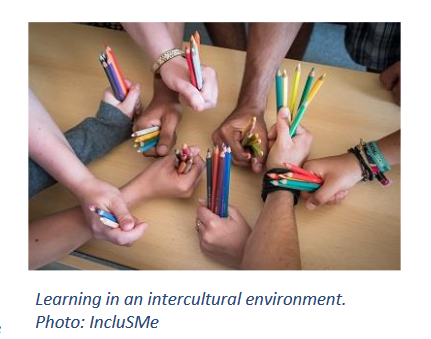 Learning in an intercultural environment.
Photo: IncluSMe